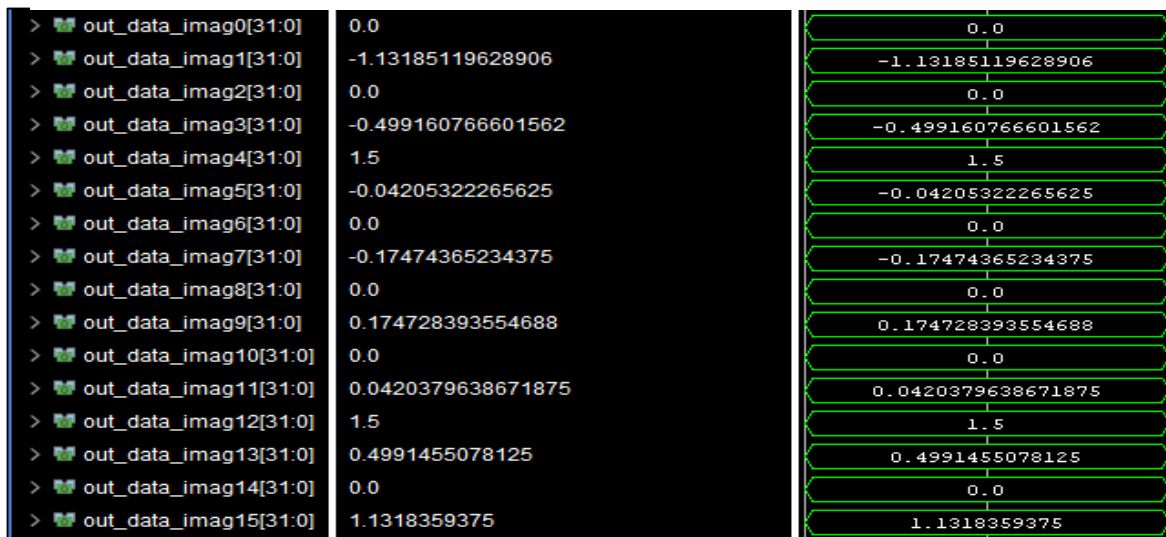 > out_data_imag0[31:0] 0.0 0.0
> out_data_imag1[31:0] -1.13185119628906 -1.13185119628906
> out_data_imag2[31:0] 0.0 0.0
> out_data_imag3[31:0] -0.499160766601562 -0.499160766601562
> out_data_imag4[31:0] 1.5 1.5
> out_data_imag5[31:0] -0.04205322265625 -0.04205322265625
> out_data_imag6[31:0] 0.0 0.0
> out_data_imag7[31:0] -0.17474365234375 -0.17474365234375
> out_data_imag8[31:0] 0.0 0.0
> out_data_imag9[31:0] 0.174728393554688 0.174728393554688
> out_data_imag10[31:0] 0.0 0.0
> out_data_imag11[31:0] 0.0420379638671875 0.0420379638671875
> out_data_imag12[31:0] 1.5 1.5
> out_data_imag13[31:0] 0.4991455078125 0.4991455078125
> out_data_imag14[31:0] 0.0 0.0
> out_data_imag15[31:0] 1.1318359375 1.1318359375